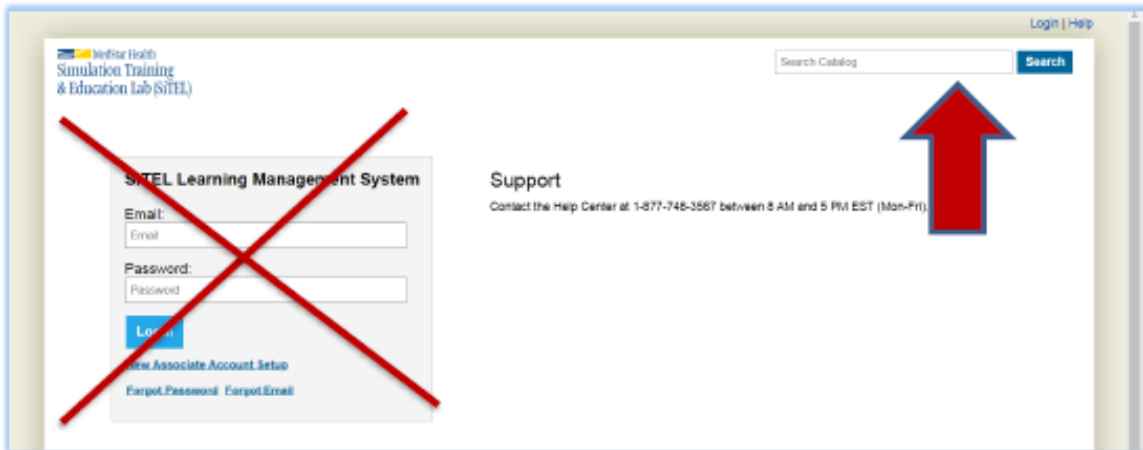 Login | Help
MedStar Health
Simulation Training
& Education Lab (SiTEL)
Search Catalog
Search
SiTEL Learning Management System
Email:
Email
Password:
Password
Login
New Associate Account Setup
Forgot Password Forgot Email
Support
Contact the Help Center at 1-877-748-3567 between 8 AM and 5 PM EST (Mon-Fri).